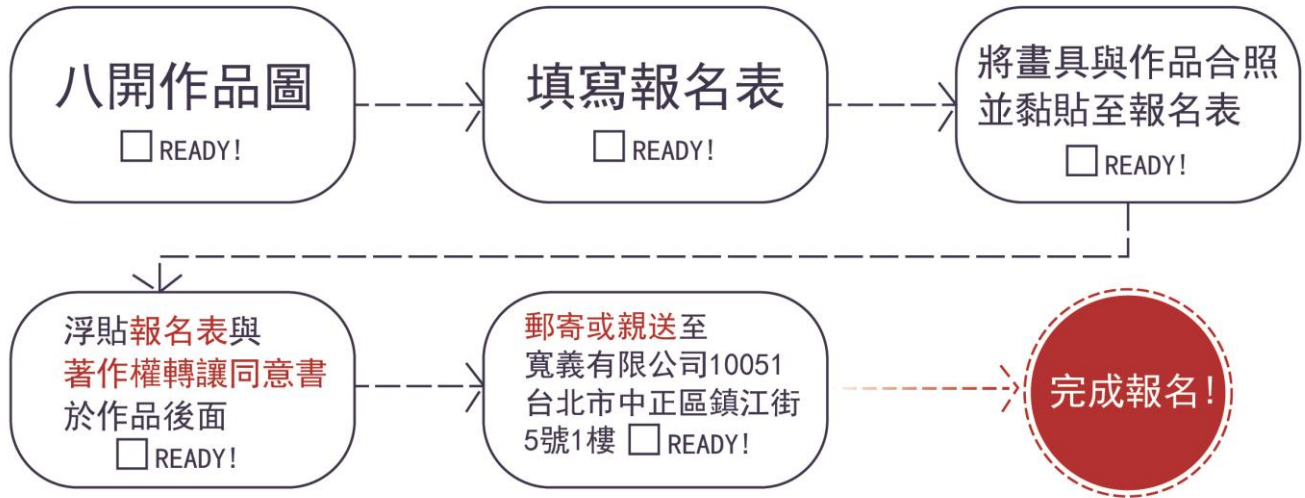 八開作品圖
READY!
填寫報名表
READY!
將畫具與作品合照
並黏貼至報名表
READY!
浮貼報名表與
著作權轉讓同意書
於作品後面
READY!
郵寄或親送至
寬義有限公司10051
台北市中正區鎮江街
5號1樓 READY!
完成報名!